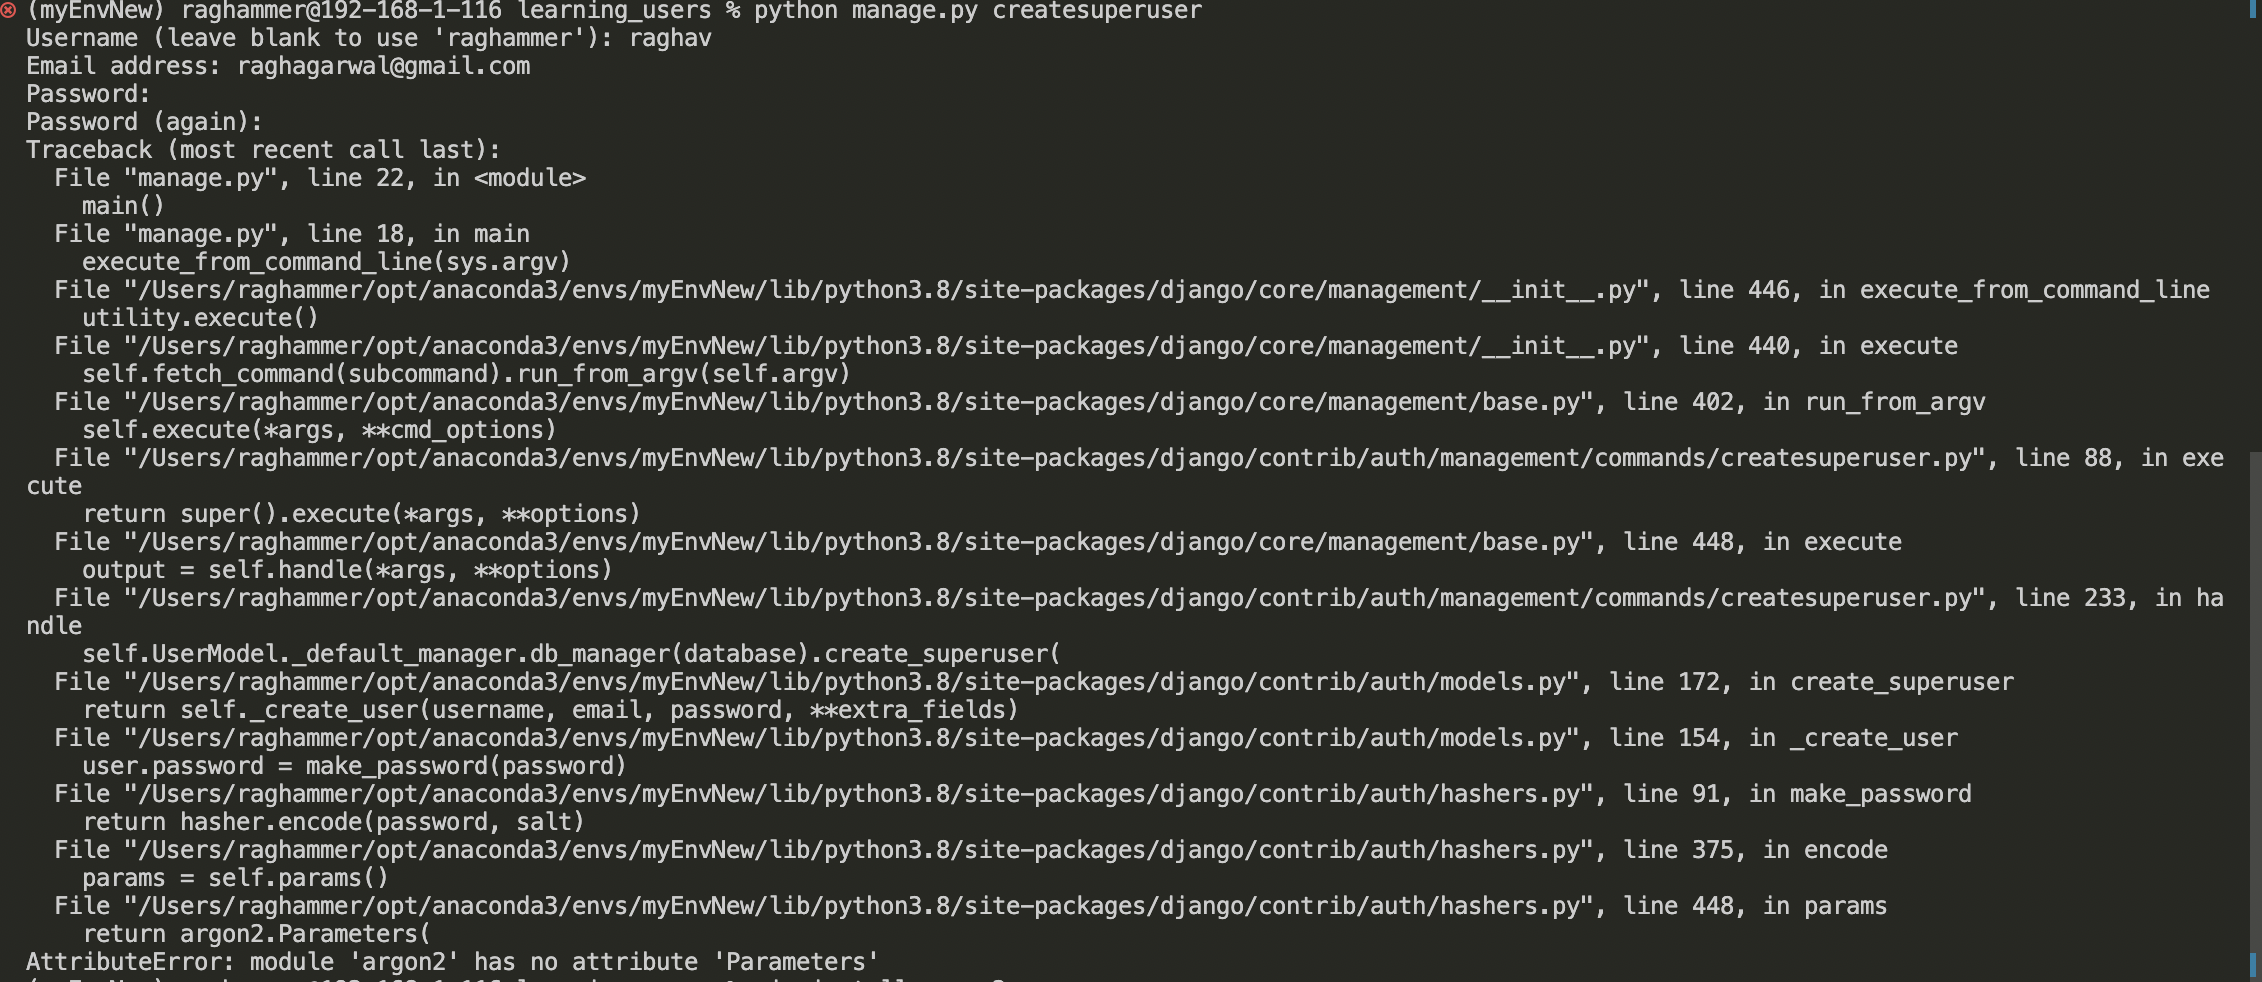 (myEnvNew) raghammer@192-168-1-116 learning_users % python manage.py createsuperuser
Username (leave blank to use 'raghammer'): raghav
Email address: raghagarwal@gmail.com
Password:
Password (again):
Traceback (most recent call last):
  File "manage.py", line 22, in <module>
    main()
  File "manage.py", line 18, in main
    execute_from_command_line(sys.argv)
  File "/Users/raghammer/opt/anaconda3/envs/myEnvNew/lib/python3.8/site-packages/django/core/management/__init__.py", line 446, in execute_from_command_line
    utility.execute()
  File "/Users/raghammer/opt/anaconda3/envs/myEnvNew/lib/python3.8/site-packages/django/core/management/__init__.py", line 440, in execute
    self.fetch_command(subcommand).run_from_argv(self.argv)
  File "/Users/raghammer/opt/anaconda3/envs/myEnvNew/lib/python3.8/site-packages/django/core/management/base.py", line 402, in run_from_argv
    self.execute(*args, **cmd_options)
  File "/Users/raghammer/opt/anaconda3/envs/myEnvNew/lib/python3.8/site-packages/django/contrib/auth/management/commands/createsuperuser.py", line 88, in exe
cute
    return super().execute(*args, **options)
  File "/Users/raghammer/opt/anaconda3/envs/myEnvNew/lib/python3.8/site-packages/django/core/management/base.py", line 448, in execute
    output = self.handle(*args, **options)
  File "/Users/raghammer/opt/anaconda3/envs/myEnvNew/lib/python3.8/site-packages/django/contrib/auth/management/commands/createsuperuser.py", line 233, in ha
ndle
    self.UserModel._default_manager.db_manager(database).create_superuser(
  File "/Users/raghammer/opt/anaconda3/envs/myEnvNew/lib/python3.8/site-packages/django/contrib/auth/models.py", line 172, in create_superuser
    return self._create_user(username, email, password, **extra_fields)
  File "/Users/raghammer/opt/anaconda3/envs/myEnvNew/lib/python3.8/site-packages/django/contrib/auth/models.py", line 154, in _create_user
    user.password = make_password(password)
  File "/Users/raghammer/opt/anaconda3/envs/myEnvNew/lib/python3.8/site-packages/django/contrib/auth/hashers.py", line 91, in make_password
    return hasher.encode(password, salt)
  File "/Users/raghammer/opt/anaconda3/envs/myEnvNew/lib/python3.8/site-packages/django/contrib/auth/hashers.py", line 375, in encode
    params = self.params()
  File "/Users/raghammer/opt/anaconda3/envs/myEnvNew/lib/python3.8/site-packages/django/contrib/auth/hashers.py", line 448, in params
    return argon2.Parameters(
AttributeError: module 'argon2' has no attribute 'Parameters'